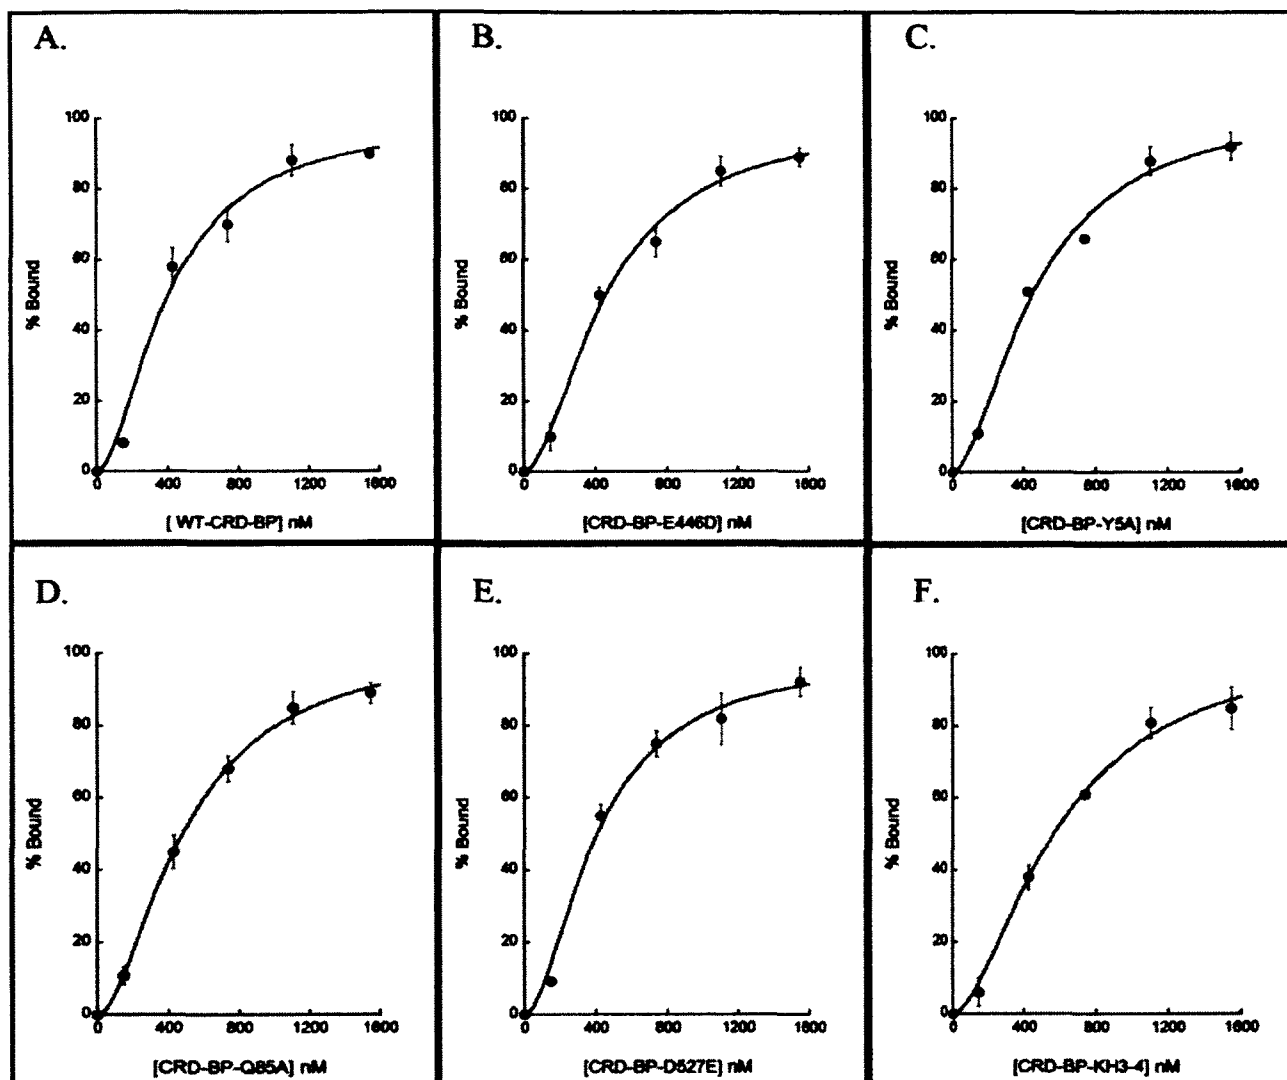 A.
% Bound
100
80
60
40
20
0
0 400 800 1200 1600
[ WT-CRD-BP] nM
B.
% Bound
100
80
60
40
20
0
0 400 800 1200 1600
[CRD-BP-E446D] nM
C.
% Bound
100
80
60
40
20
0
0 400 800 1200 1600
[CRD-BP-Y5A] nM
D.
% Bound
100
80
60
40
20
0
0 400 800 1200 1600
[CRD-BP-Q85A] nM
E.
% Bound
100
80
60
40
20
0
0 400 800 1200 1600
[CRD-BP-D527E] nM
F.
% Bound
100
80
60
40
20
0
0 400 800 1200 1600
[CRD-BP-KH3-4) nM